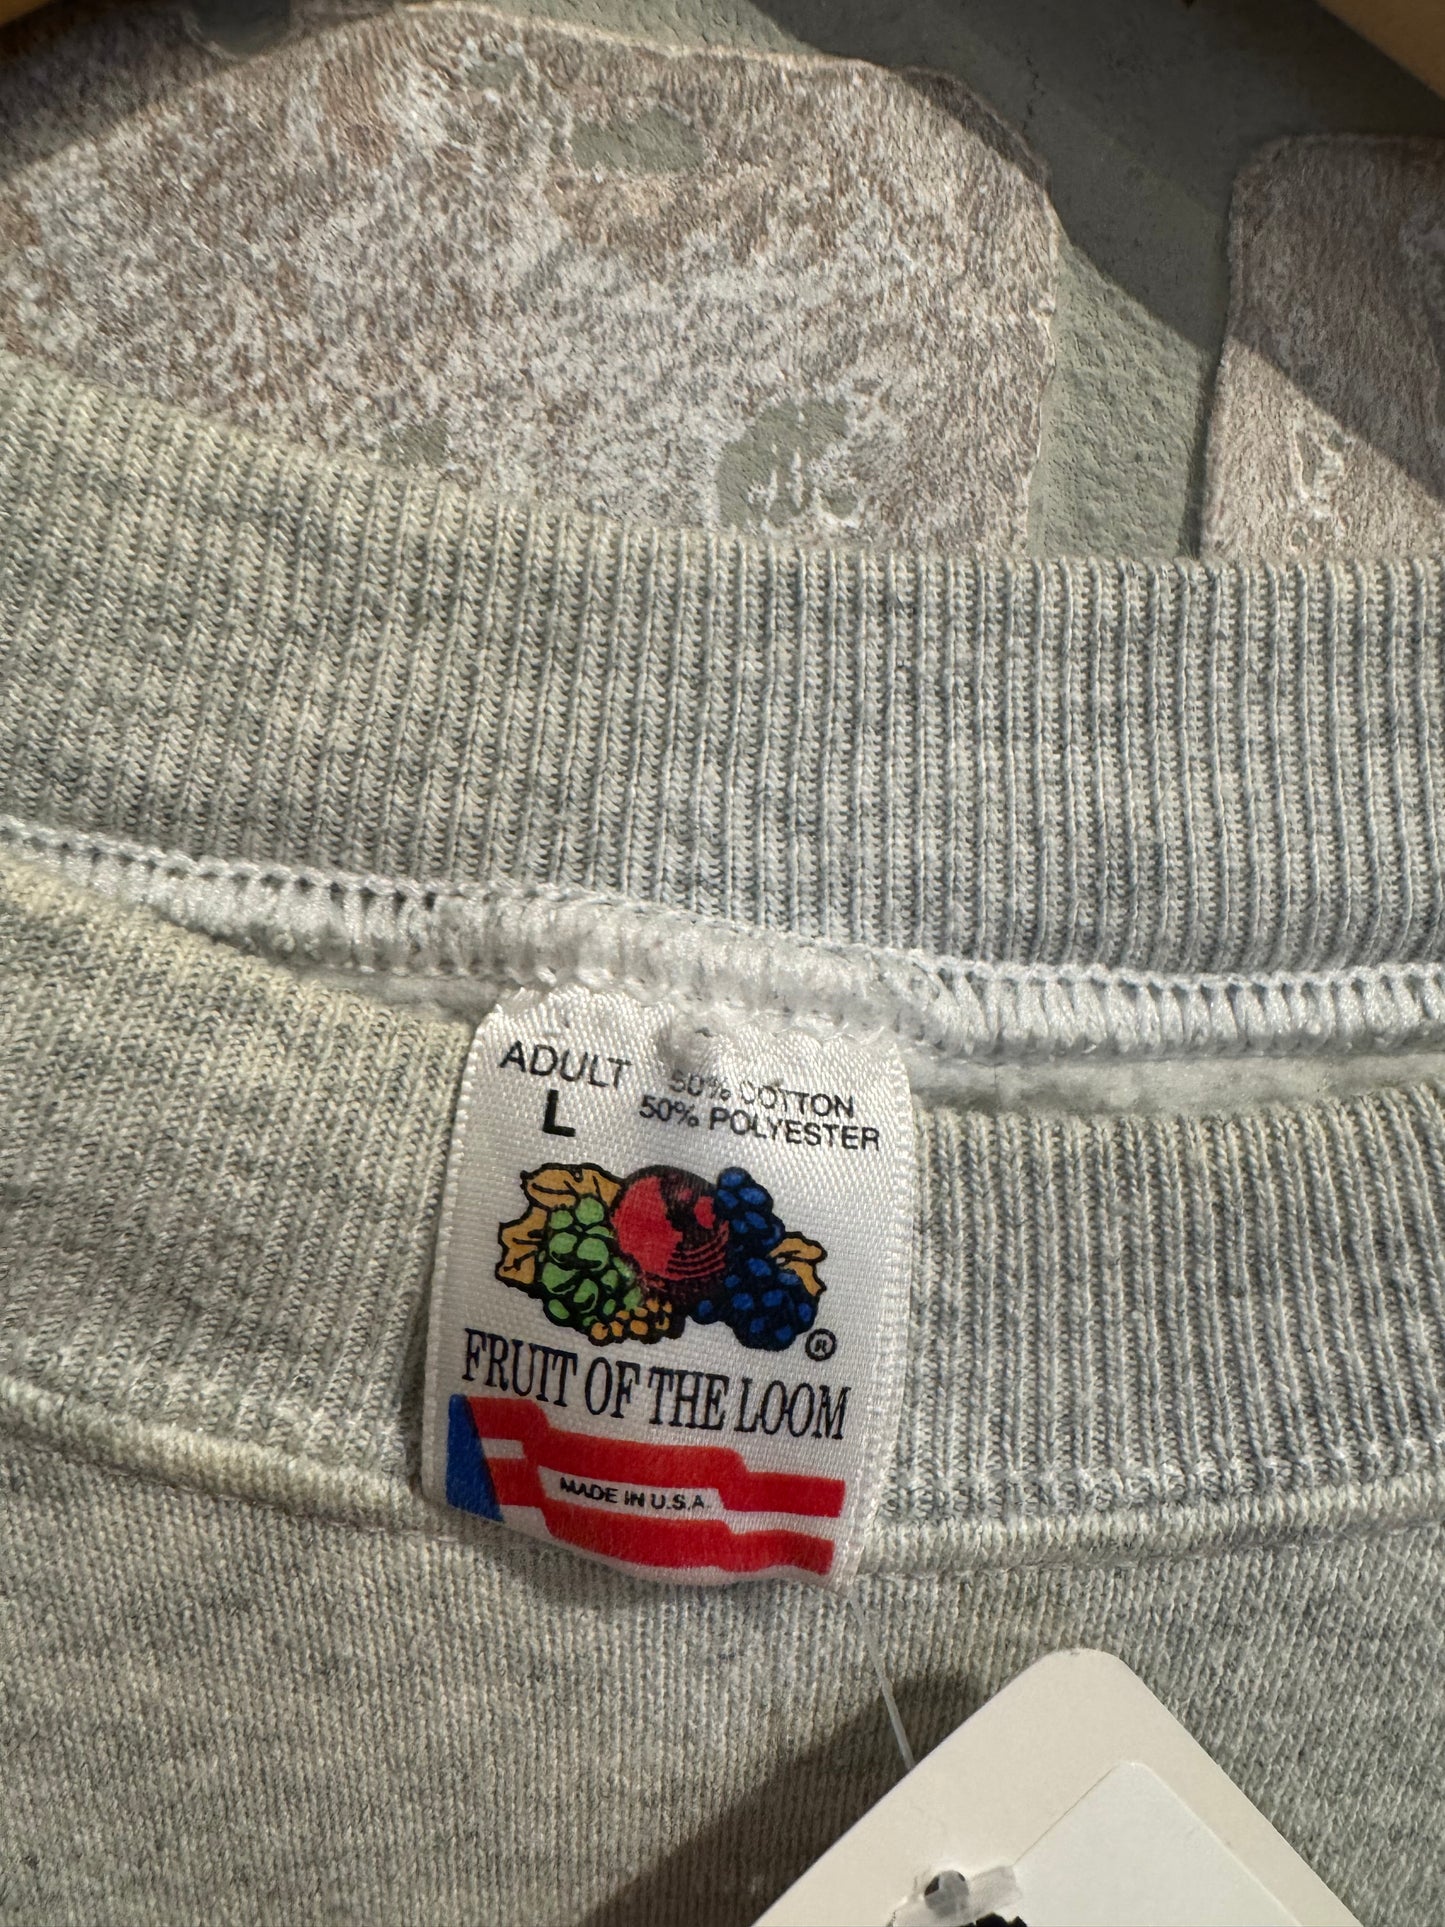 ADULT
L
50% COTTON
50% POLYESTER
®
FRUIT OF THE LOOM
MADE IN U.S.A.